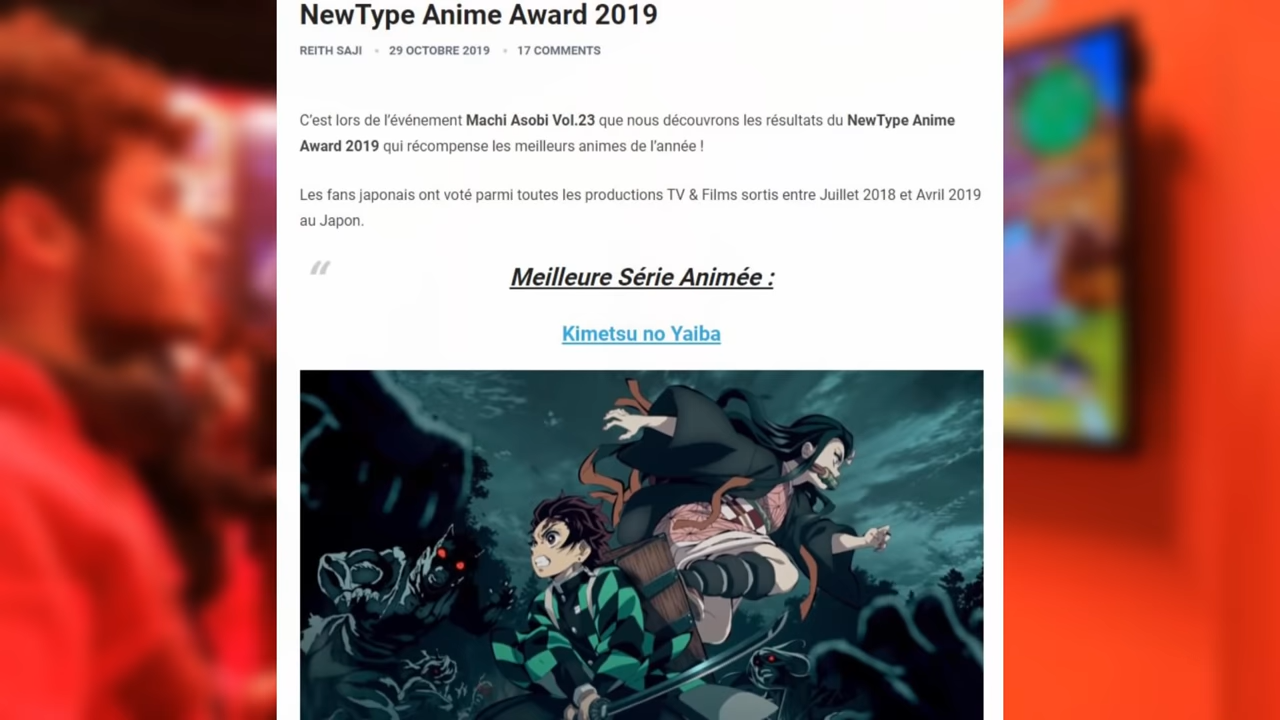 NewType Anime Award 2019
REITH SAJI • 29 OCTOBRE 2019 • 17 COMMENTS
C'est lors de l'événement Machi Asobi Vol.23 que nous découvrons les résultats du NewType Anime
Award 2019 qui récompense les meilleurs animes de l'année !
Les fans japonais ont voté parmi toutes les productions TV & Films sortis entre Juillet 2018 et Avril 2019
au Japon.
“
Meilleure Série Animée :
Kimetsu no Yaiba